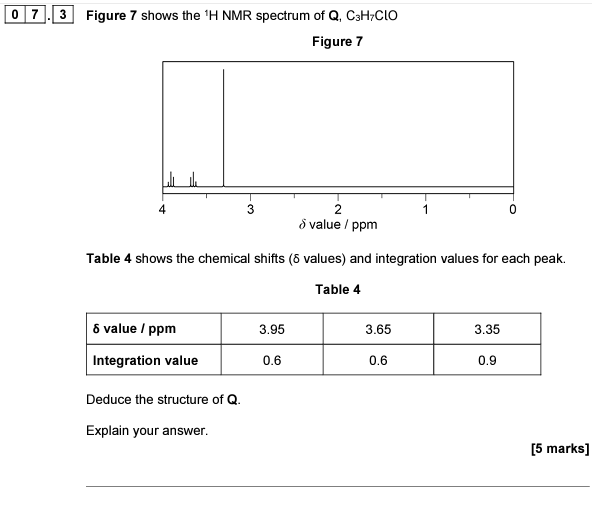 0 7 . 3 Figure 7 shows the ¹H NMR spectrum of Q, C₃H₇ClO
Figure 7
4 3 2 1 0
δ value / ppm
Table 4 shows the chemical shifts (δ values) and integration values for each peak.
Table 4
δ value / ppm 3.95 3.65 3.35
Integration value 0.6 0.6 0.9
Deduce the structure of Q.
Explain your answer.
[5 marks]